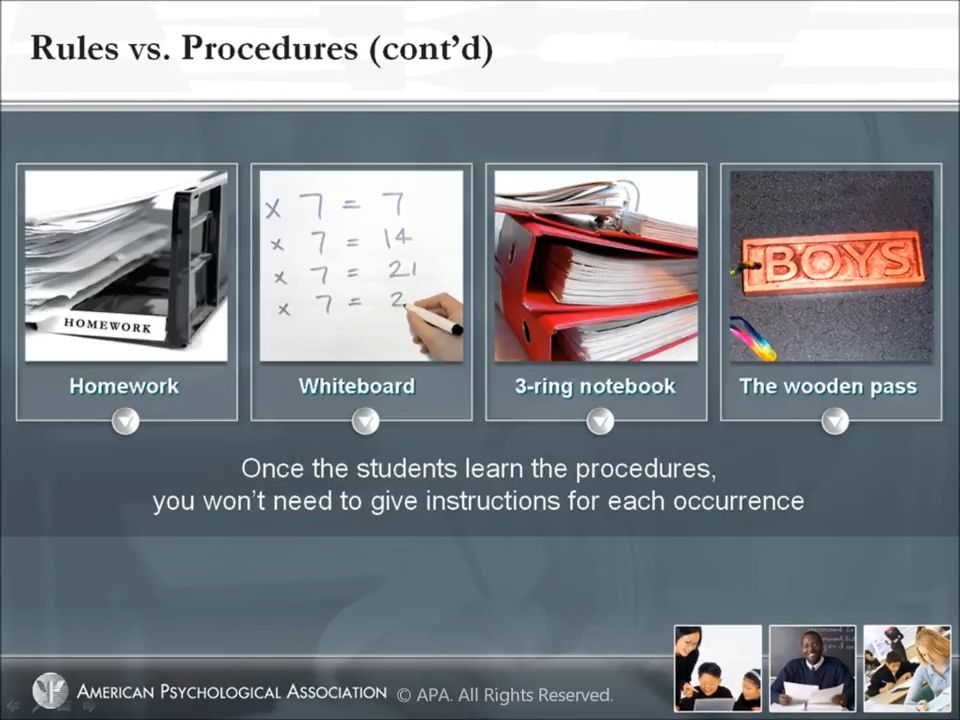 Rules vs. Procedures (cont’d)
HOMEWORK
x 7 = 7
x 7 = 14
x 7 = 21
x 7 = 2
BOYS
Homework
Whiteboard
3-ring notebook
The wooden pass
Once the students learn the procedures,
you won’t need to give instructions for each occurrence
AMERICAN PSYCHOLOGICAL ASSOCIATION
© APA. All Rights Reserved.